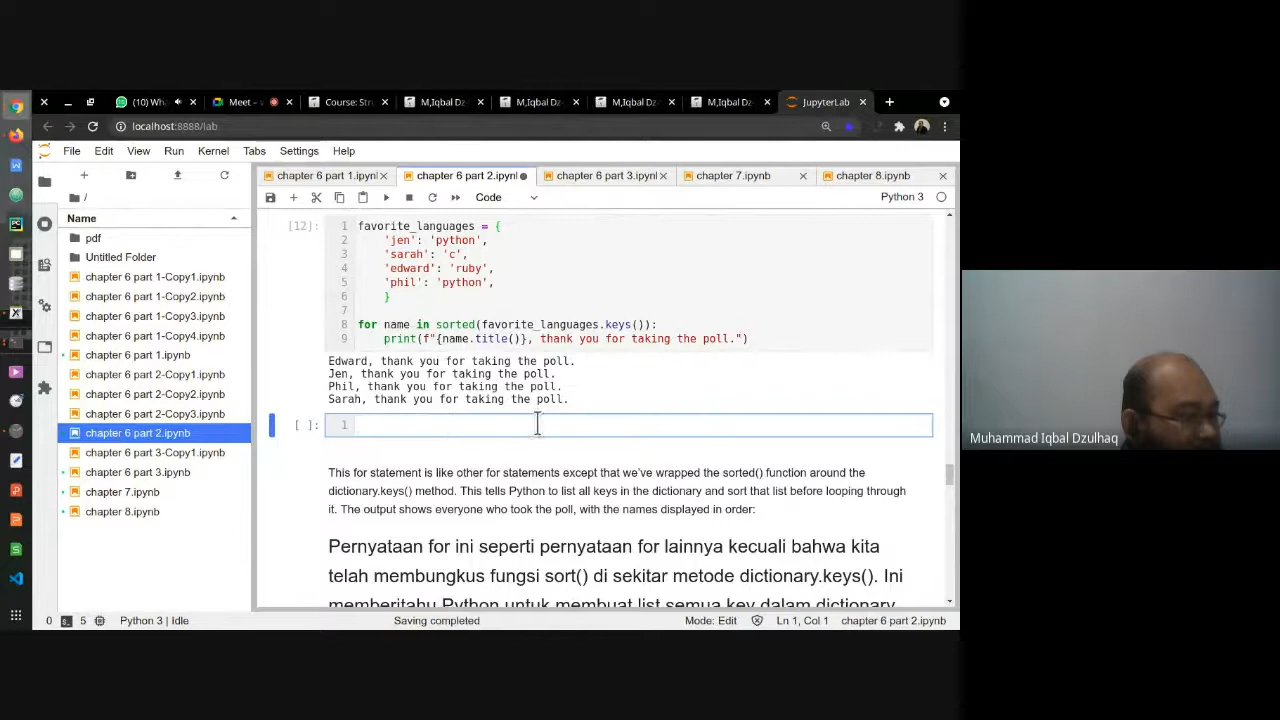 (10) Wh
Meet –
Course: Str
M,Iqbal Dz
M,Iqbal Dz
M,Iqbal Dz
M,Iqbal Dz
JupyterLab
localhost:8888/lab
File Edit View Run Kernel Tabs Settings Help
chapter 6 part 1.ipynl
chapter 6 part 2.ipynl
chapter 6 part 3.ipynl
chapter 7.ipynb
chapter 8.ipynb
/
Code
Python 3
Name
pdf
Untitled Folder
chapter 6 part 1-Copy1.ipynb
chapter 6 part 1-Copy2.ipynb
chapter 6 part 1-Copy3.ipynb
chapter 6 part 1-Copy4.ipynb
chapter 6 part 1.ipynb
chapter 6 part 2-Copy1.ipynb
chapter 6 part 2-Copy2.ipynb
chapter 6 part 2-Copy3.ipynb
chapter 6 part 2.ipynb
chapter 6 part 3-Copy1.ipynb
chapter 6 part 3.ipynb
chapter 7.ipynb
chapter 8.ipynb
[12]: 1 favorite_languages = {
2 'jen': 'python',
3 'sarah': 'c',
4 'edward': 'ruby',
5 'phil': 'python',
6 }
7
8 for name in sorted(favorite_languages.keys()):
9 print(f"{name.title()}, thank you for taking the poll.")
Edward, thank you for taking the poll.
Jen, thank you for taking the poll.
Phil, thank you for taking the poll.
Sarah, thank you for taking the poll.
[ ]: 1
This for statement is like other for statements except that we've wrapped the sorted() function around the
dictionary.keys() method. This tells Python to list all keys in the dictionary and sort that list before looping through
it. The output shows everyone who took the poll, with the names displayed in order:
Pernyataan for ini seperti pernyataan for lainnya kecuali bahwa kita
telah membungkus fungsi sort() di sekitar metode dictionary.keys(). Ini
memberitahu Python untuk membuat list semua key dalam dictionary
0 5 Python 3 | Idle Saving completed Mode: Edit Ln 1, Col 1 chapter 6 part 2.ipynb
Muhammad Iqbal Dzulhaq